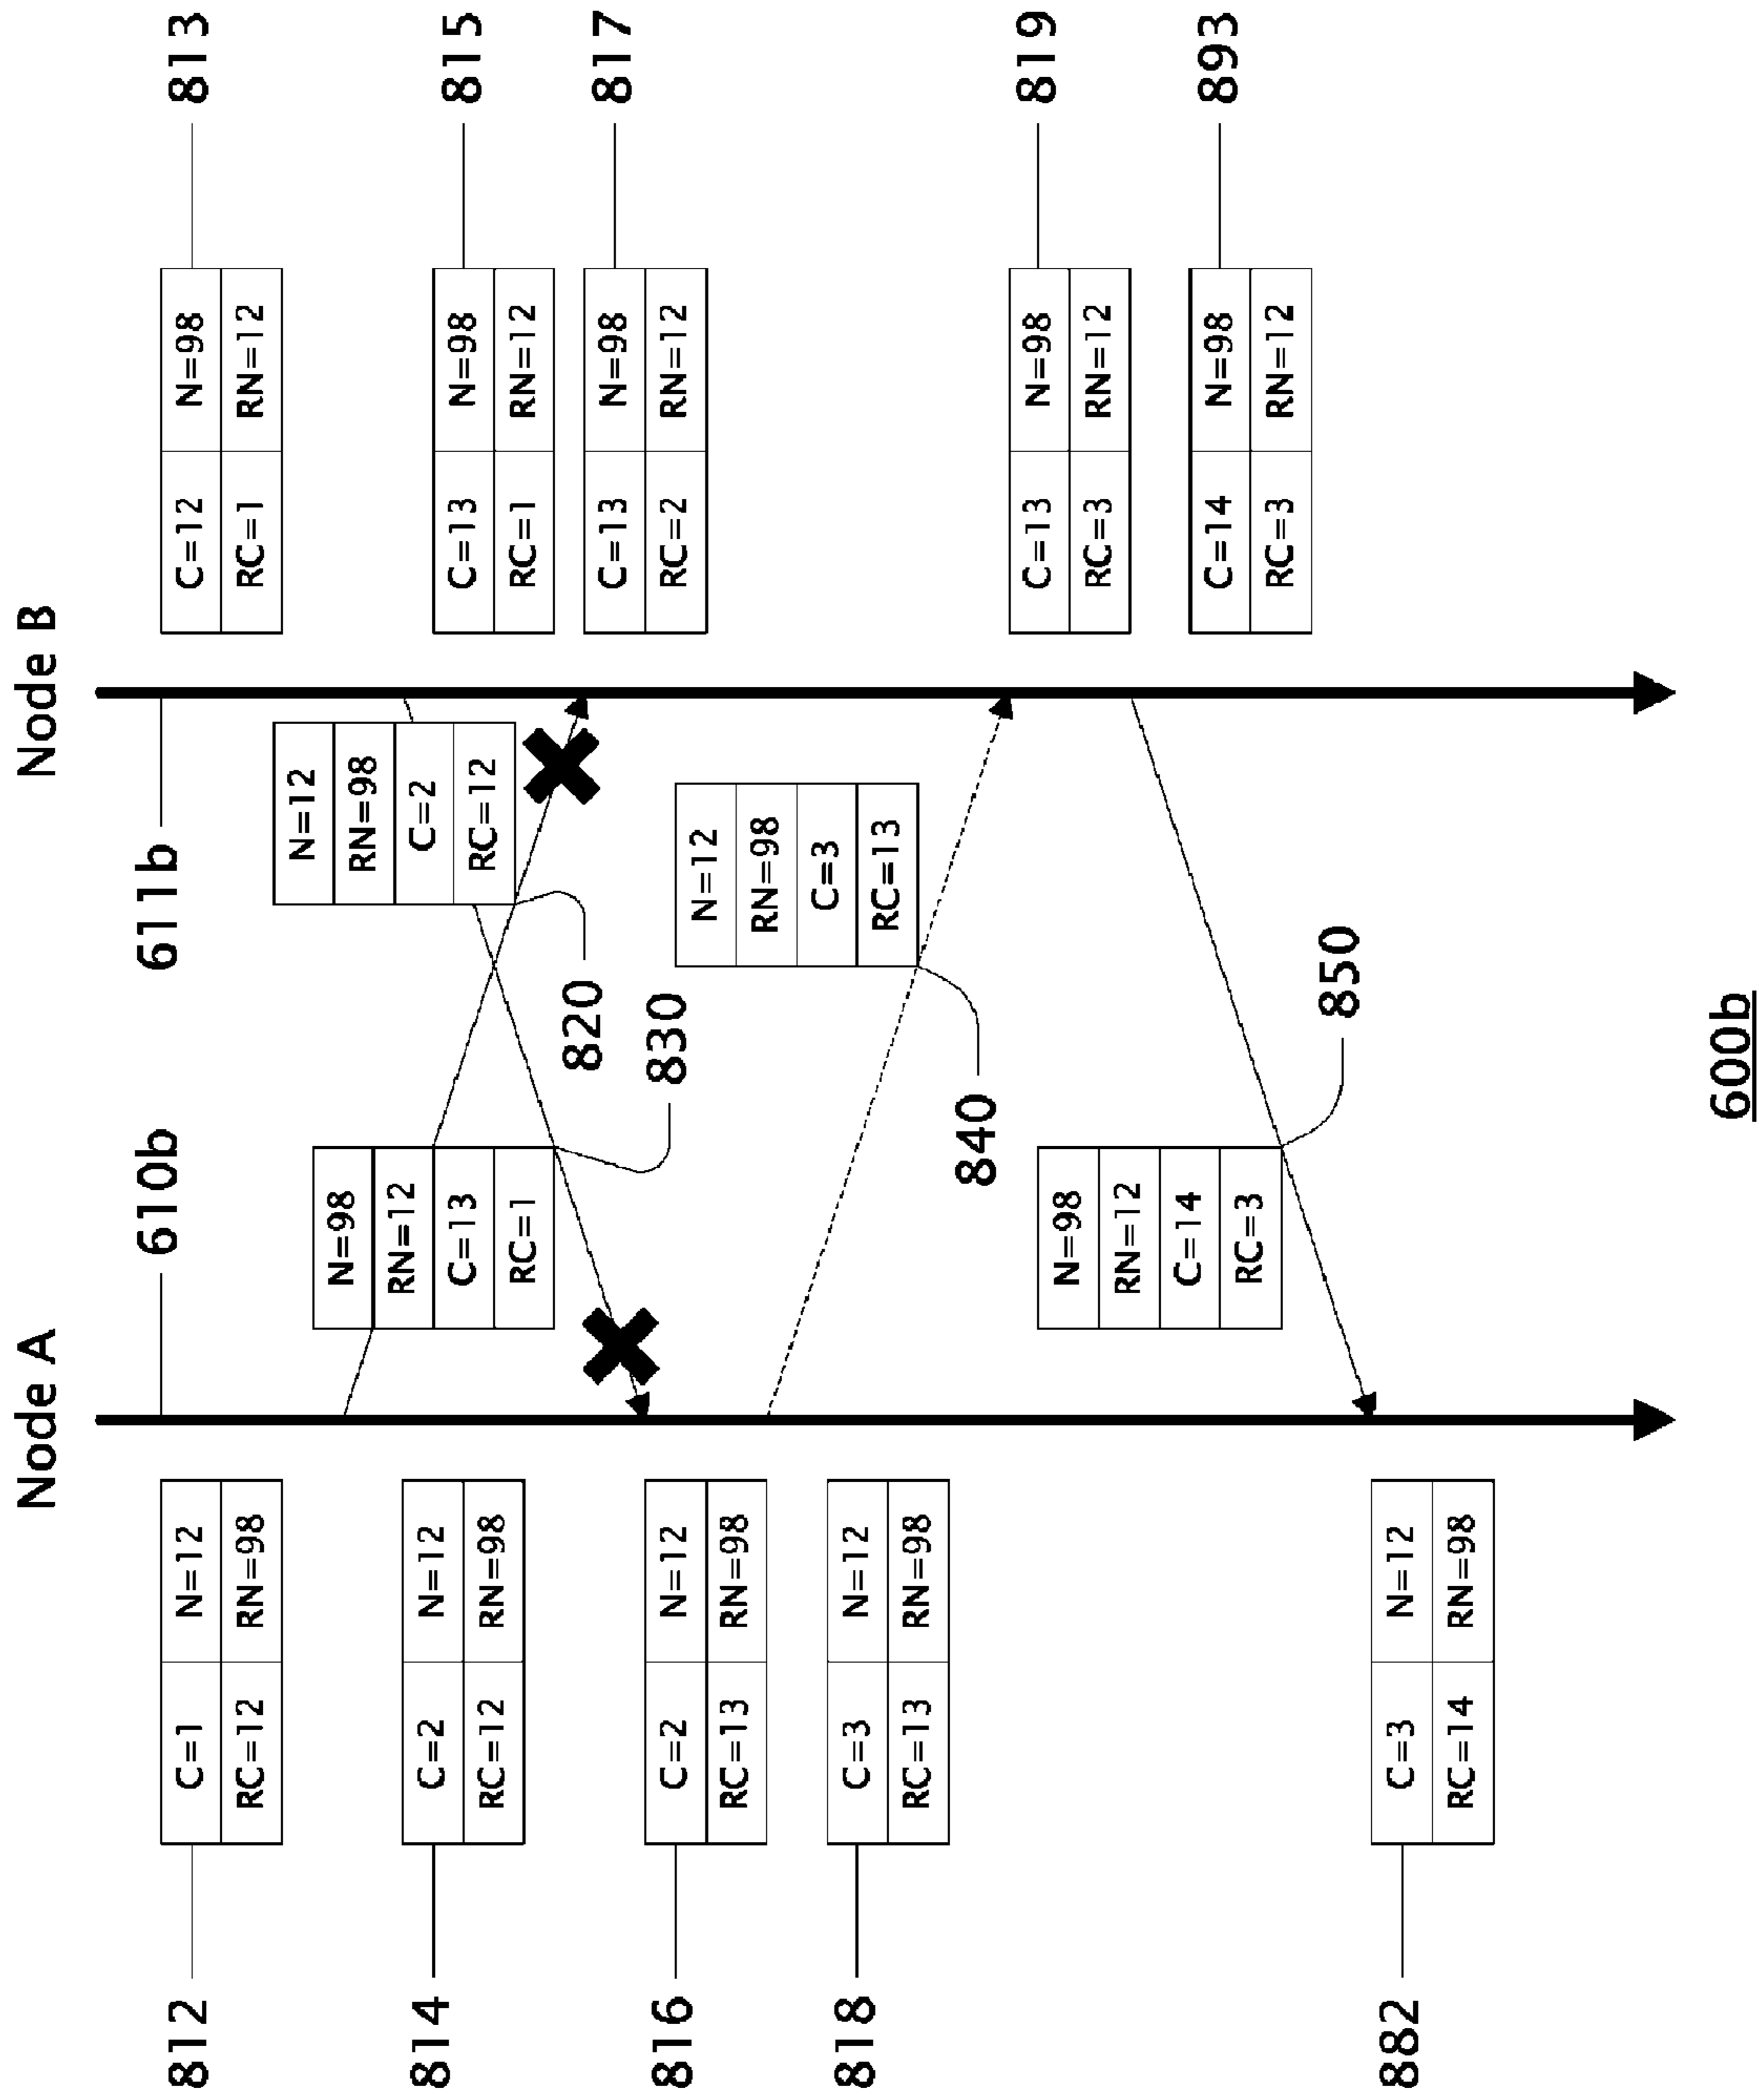 Node A
Node B
610b
611b
812
C=1
N=12
RC=12
RN=98
C=12
N=98
RC=1
RN=12
813
N=12
RN=98
C=2
RC=12
820
N=98
RN=12
C=13
RC=1
830
814
C=2
N=12
RC=12
RN=98
C=13
N=98
RC=1
RN=12
815
C=13
N=98
RC=2
RN=12
817
816
C=2
N=12
RC=13
RN=98
N=12
RN=98
C=3
RC=13
840
818
C=3
N=12
RC=13
RN=98
C=13
N=98
RC=3
RN=12
819
N=98
RN=12
C=14
RC=3
850
C=14
N=98
RC=3
RN=12
893
882
C=3
N=12
RC=14
RN=98
600b